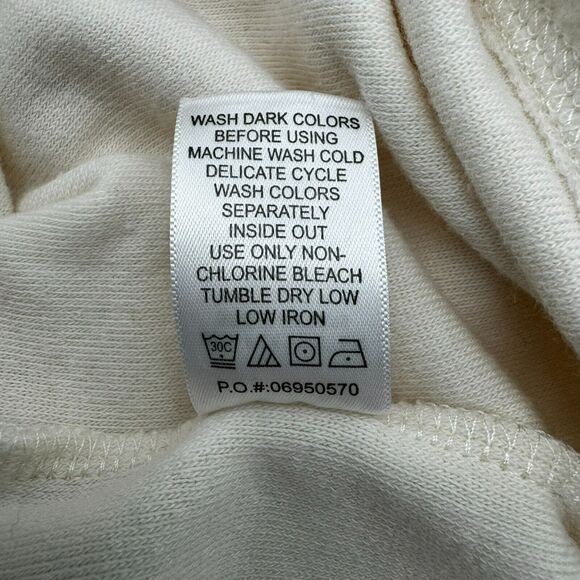 WASH DARK COLORS
BEFORE USING
MACHINE WASH COLD
DELICATE CYCLE
WASH COLORS
SEPARATELY
INSIDE OUT
USE ONLY NON-
CHLORINE BLEACH
TUMBLE DRY LOW
LOW IRON
30C
P.O.#:06950570